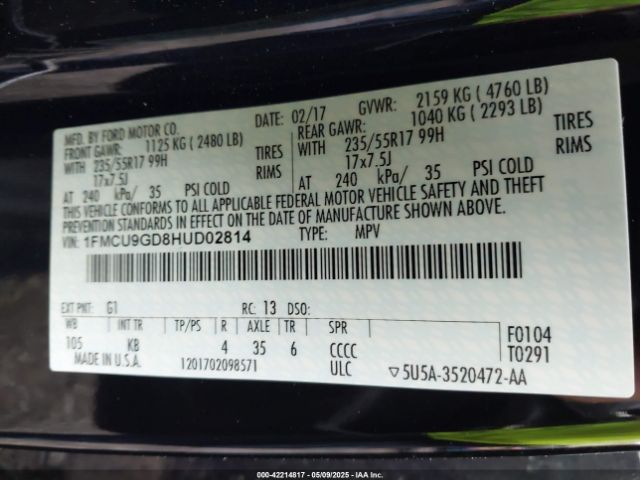 MFD. BY FORD MOTOR CO. DATE: 02/17 GVWR: 2159 KG ( 4760 LB)
FRONT GAWR: 1125 KG ( 2480 LB) REAR GAWR: 1040 KG ( 2293 LB)
WITH 235/55R17 99H TIRES WITH 235/55R17 99H TIRES
17x7.5J RIMS 17x7.5J RIMS
AT 240 kPa/ 35 PSI COLD AT 240 kPa/ 35 PSI COLD
THIS VEHICLE CONFORMS TO ALL APPLICABLE FEDERAL MOTOR VEHICLE SAFETY AND THEFT
PREVENTION STANDARDS IN EFFECT ON THE DATE OF MANUFACTURE SHOWN ABOVE.
VIN: 1FMCU9GD8HUD02814 TYPE: MPV
EXT PNT: G1 RC: 13 DSO:
WB INT TR TP/PS R AXLE TR SPR F0104
105 KB 4 35 6 CCCC T0291
MADE IN U.S.A. 1201702098571 ULC ▽5U5A-3520472-AA
000-42214817 | 05/09/2025 | IAA Inc.